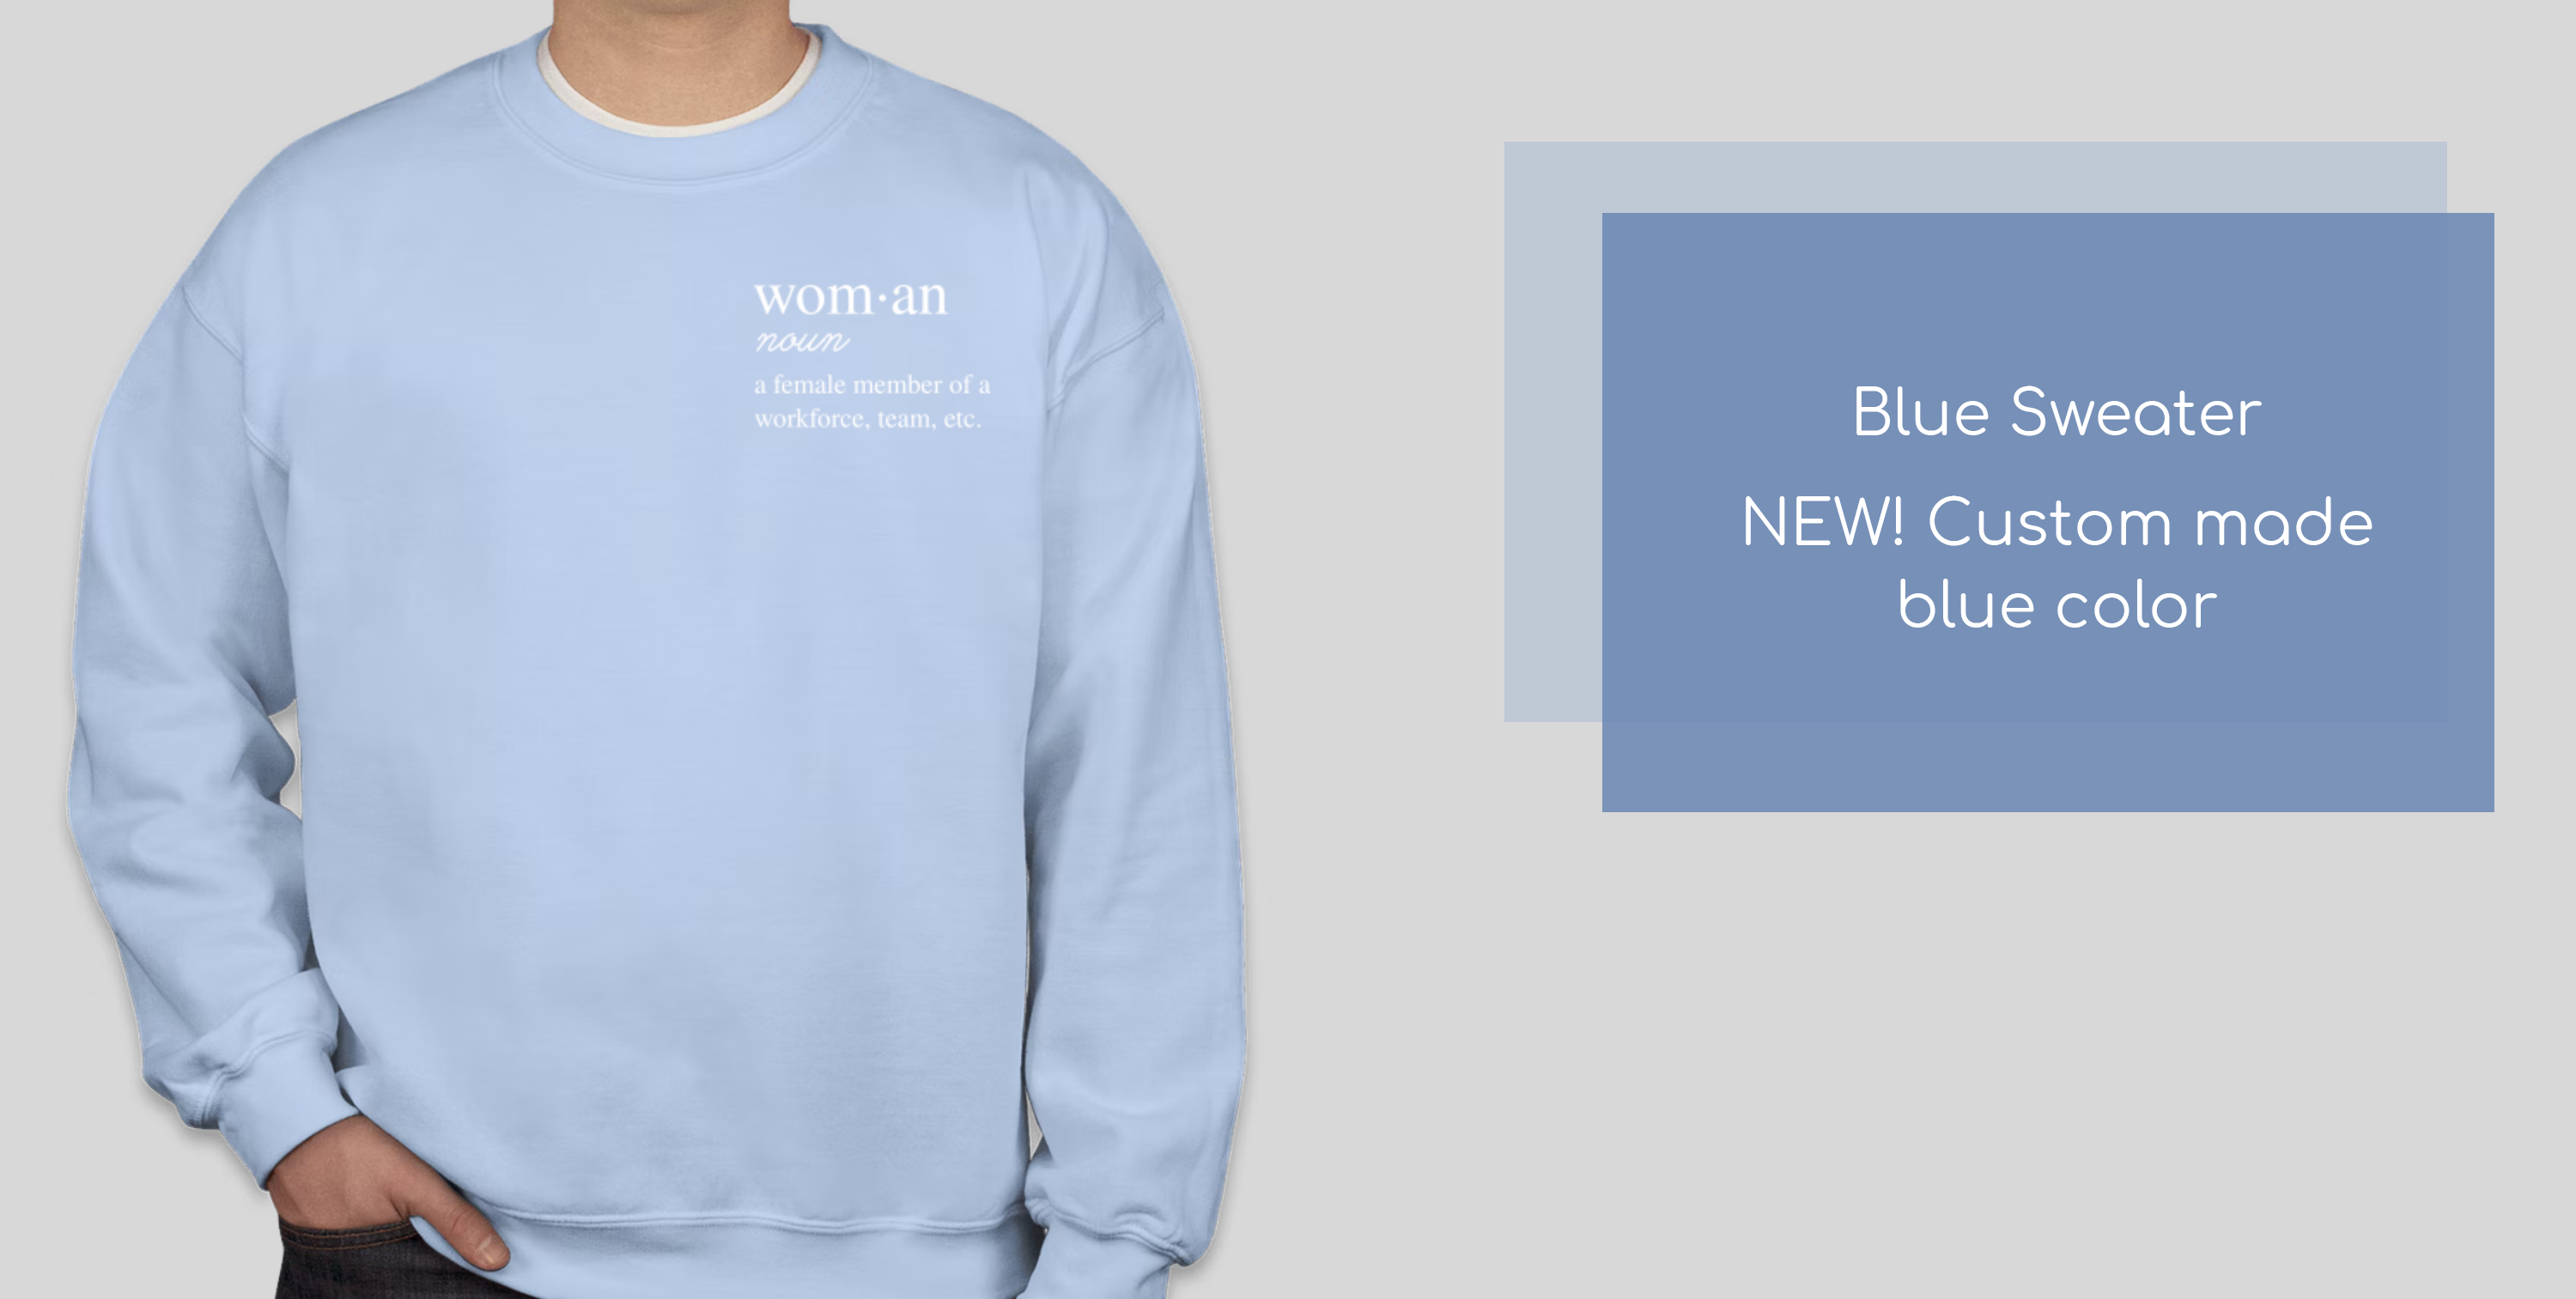 wom·an
noun
a female member of a
workforce, team, etc.
Blue Sweater
NEW! Custom made
blue color